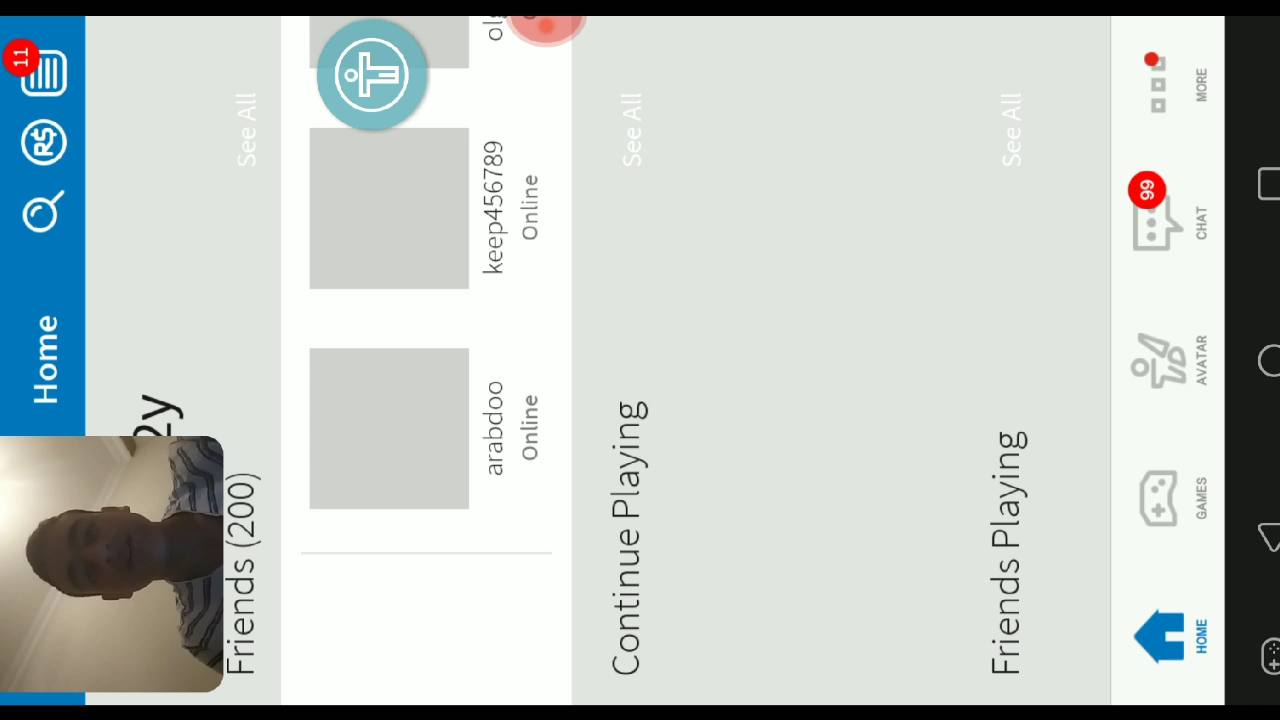 Home
R$
11
2y
Friends (200)
See All
arabdoo
Online
keep456789
Online
Continue Playing
See All
Friends Playing
See All
HOME
GAMES
AVATAR
99
CHAT
MORE